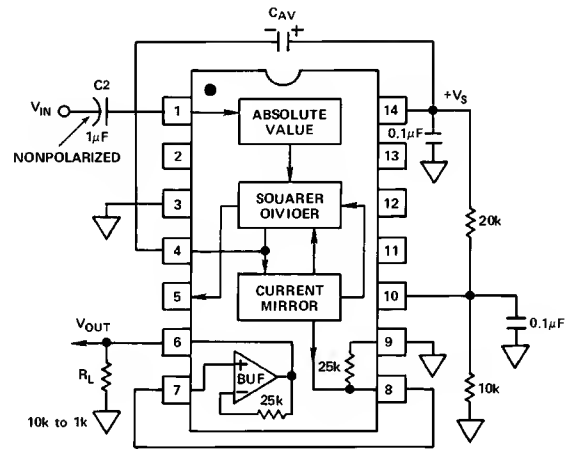 CAV
− +
C2
VIN
1μF
NONPOLARIZED
+VS
0.1μF
1
2
3
4
5
6
7
14
13
12
11
10
9
8
ABSOLUTE
VALUE
SOUARER
OIVIOER
CURRENT
MIRROR
20k
0.1μF
10k
VOUT
RL
10k to 1k
+
BUF
−
25k
25k